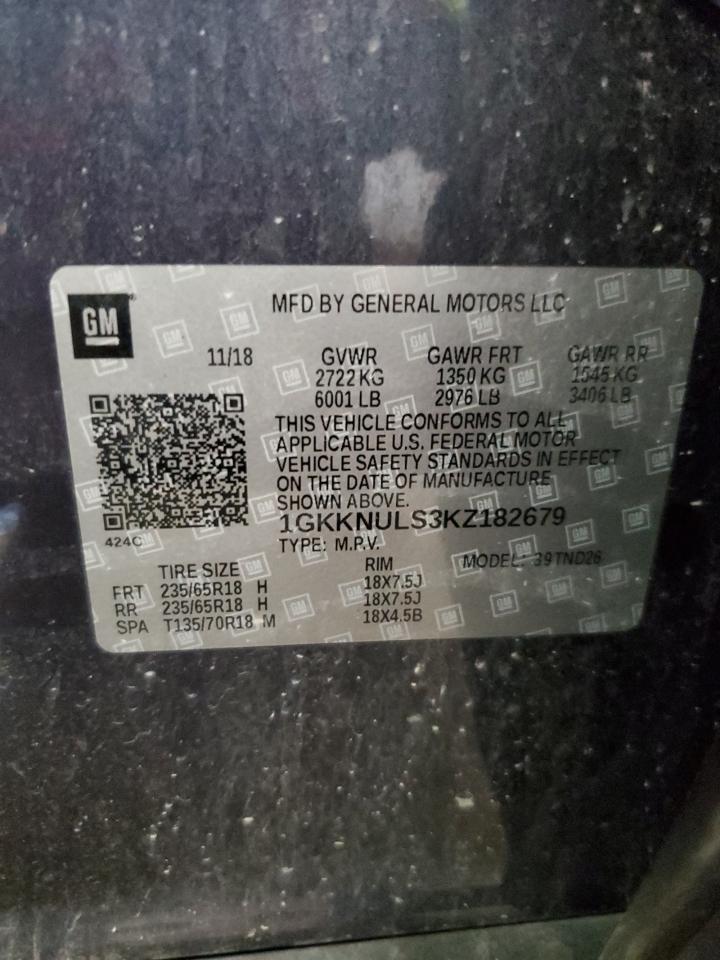 GM
MFD BY GENERAL MOTORS LLC
11/18 GVWR GAWR FRT GAWR RR
2722 KG 1350 KG 1545 KG
6001 LB 2976 LB 3406 LB
THIS VEHICLE CONFORMS TO ALL
APPLICABLE U.S. FEDERAL MOTOR
VEHICLE SAFETY STANDARDS IN EFFECT
ON THE DATE OF MANUFACTURE
SHOWN ABOVE.
1GKKNULS3KZ182679
424C
TYPE: M.P.V. MODEL: 39TND26
TIRE SIZE RIM
FRT 235/65R18 H 18X7.5J
RR 235/65R18 H 18X7.5J
SPA T135/70R18 M 18X4.5B